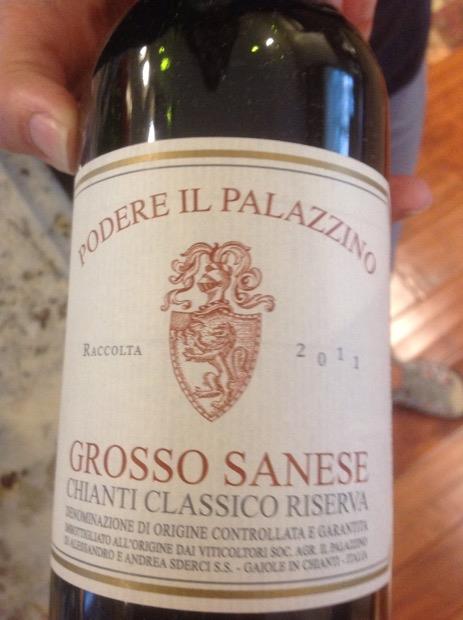 PODERE IL PALAZZINO
RACCOLTA 2011
GROSSO SANESE
CHIANTI CLASSICO RISERVA
DENOMINAZIONE DI ORIGINE CONTROLLATA E GARANTITA
IMBOTTIGLIATO ALL'ORIGINE DAI VITICOLTORI SOC. AGR. IL PALAZZINO
DI ALESSANDRO E ANDREA SDERCI S.S. - GAIOLE IN CHIANTI - ITALIA